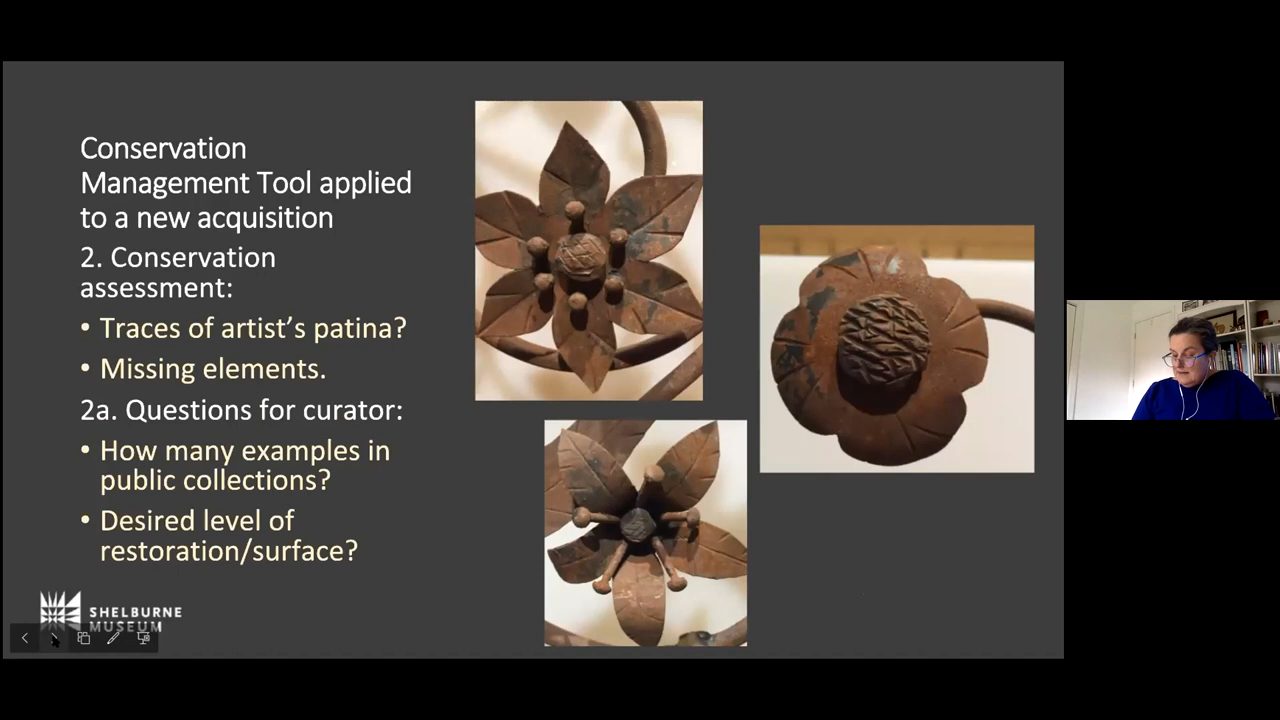 Conservation
Management Tool applied
to a new acquisition
2. Conservation
assessment:
• Traces of artist’s patina?
• Missing elements.
2a. Questions for curator:
• How many examples in
public collections?
• Desired level of
restoration/surface?
SHELBURNE
MUSEUM